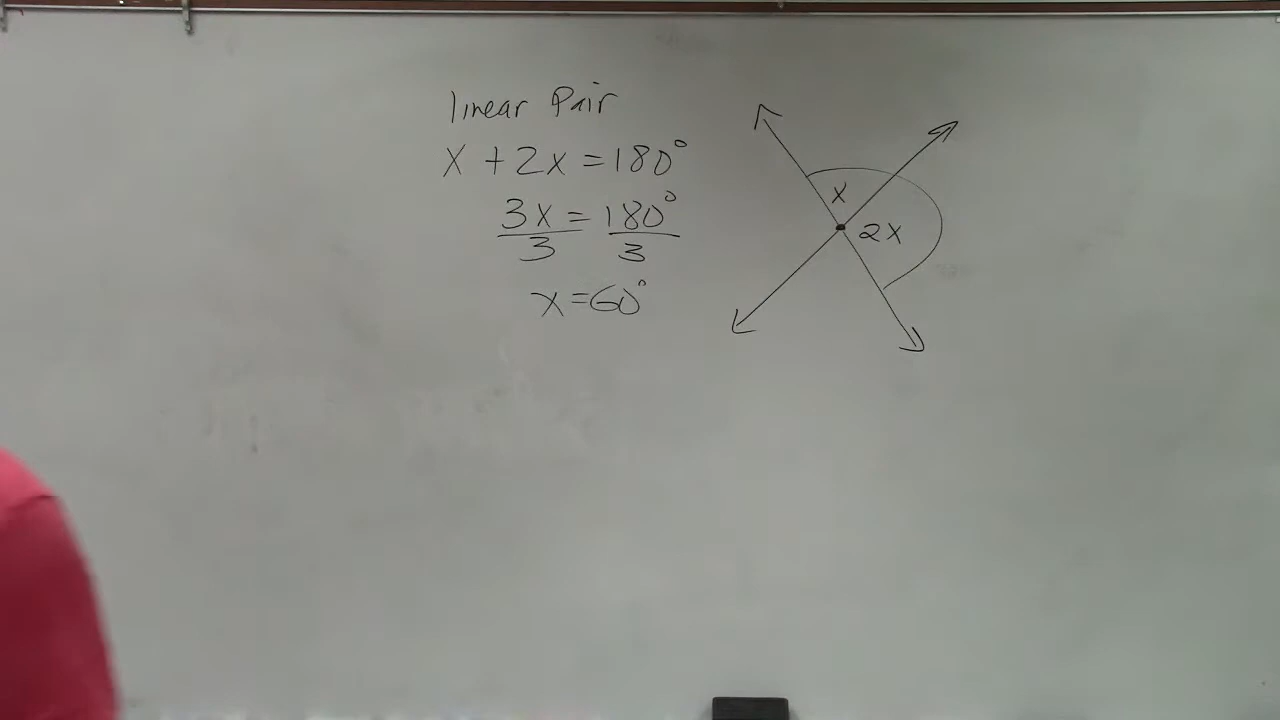 linear Pair
x + 2x = 180°
3x = 180°
3 3
x = 60°
x
2x